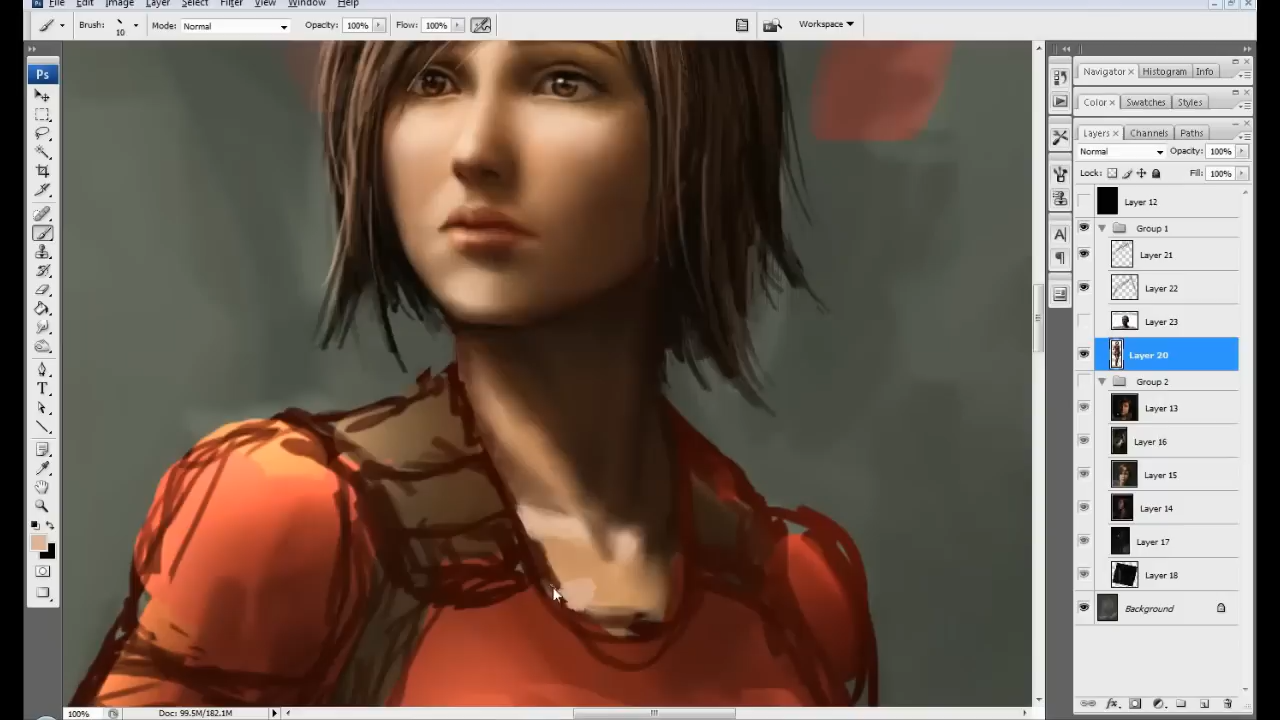 Ps File Edit Image Layer Select Filter View Window Help
Brush: 10 Mode: Normal Opacity: 100% Flow: 100% Workspace
Ps
Navigator Histogram Info
Color Swatches Styles
Layers Channels Paths
Normal Opacity: 100%
Lock: Fill: 100%
Layer 12
Group 1
Layer 21
Layer 22
Layer 23
Layer 20
Group 2
Layer 13
Layer 16
Layer 15
Layer 14
Layer 17
Layer 18
Background
A
T
fx
100% Doc: 99.5M/182.1M